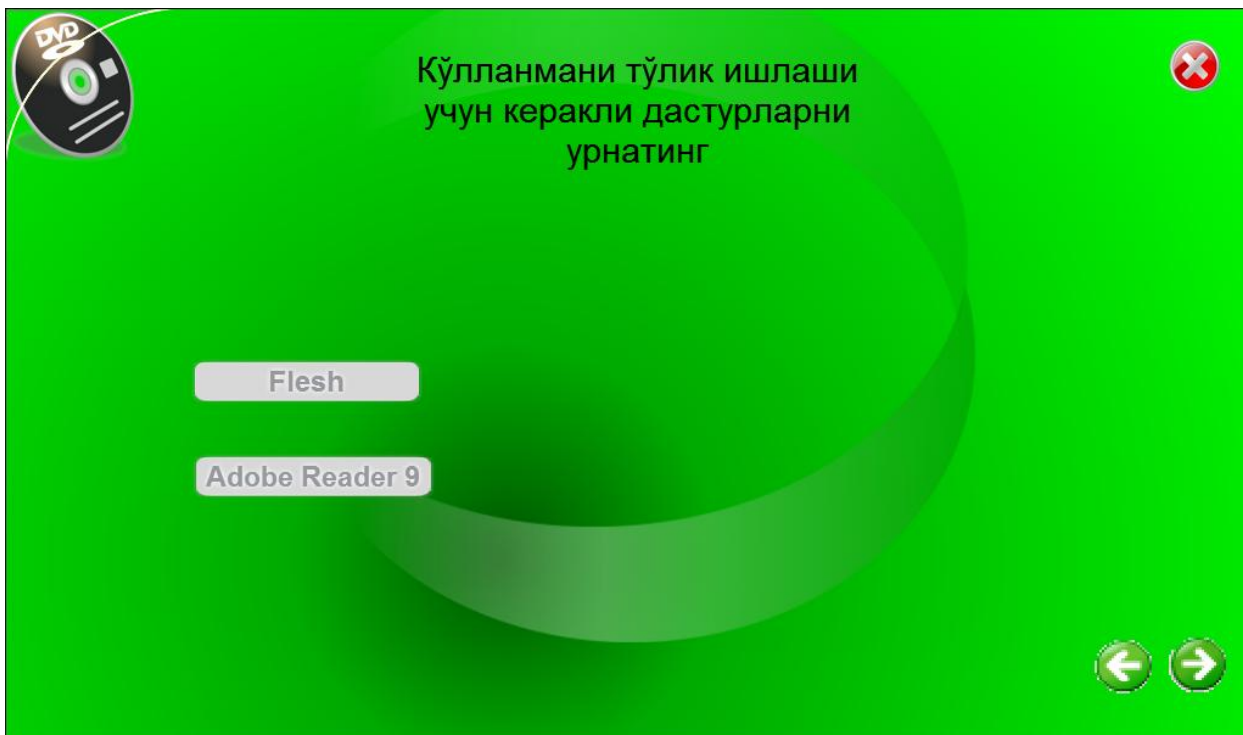 DVD
Кўлланмани тўлик ишлаши
учун керакли дастурларни
урнатинг
Flesh
Adobe Reader 9